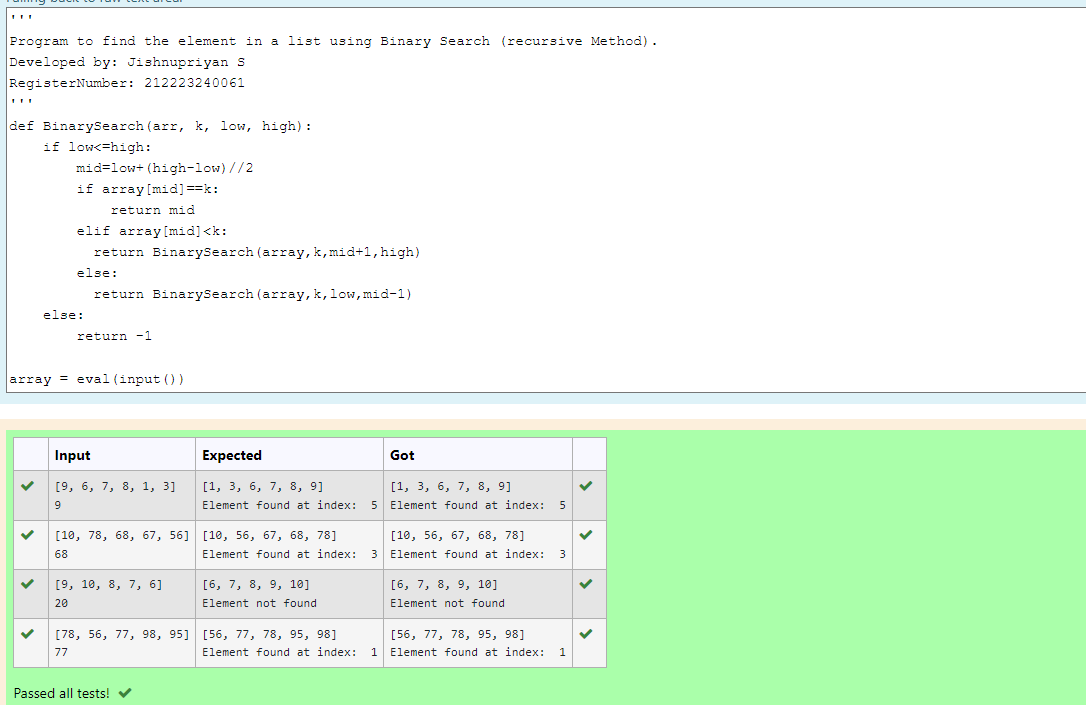 Falling back to raw text area.
'''
Program to find the element in a list using Binary Search (recursive Method).
Developed by: Jishnupriyan S
RegisterNumber: 212223240061
'''
def BinarySearch(arr, k, low, high):
    if low<=high:
        mid=low+(high-low)//2
        if array[mid]==k:
            return mid
        elif array[mid]<k:
          return BinarySearch(array,k,mid+1,high)
        else:
          return BinarySearch(array,k,low,mid-1)
    else:
        return -1
array = eval(input())
Input Expected Got
[9, 6, 7, 8, 1, 3] [1, 3, 6, 7, 8, 9] [1, 3, 6, 7, 8, 9]
9 Element found at index:  5 Element found at index:  5
[10, 78, 68, 67, 56] [10, 56, 67, 68, 78] [10, 56, 67, 68, 78]
68 Element found at index:  3 Element found at index:  3
[9, 10, 8, 7, 6] [6, 7, 8, 9, 10] [6, 7, 8, 9, 10]
20 Element not found Element not found
[78, 56, 77, 98, 95] [56, 77, 78, 95, 98] [56, 77, 78, 95, 98]
77 Element found at index:  1 Element found at index:  1
Passed all tests!